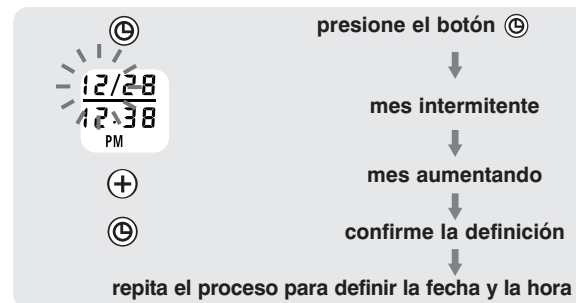 presione el botón
12/28
12:38
PM
mes intermitente
mes aumentando
confirme la definición
repita el proceso para definir la fecha y la hora